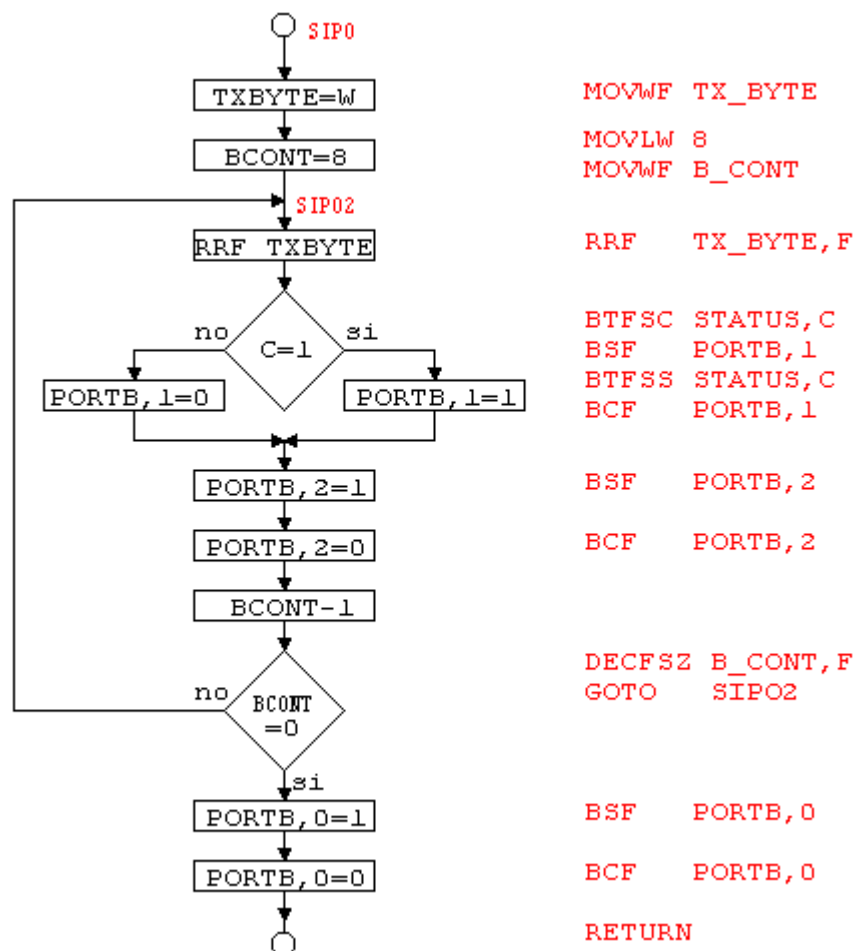 SIPO
TXBYTE=W
MOVWF TX_BYTE
BCONT=8
MOVLW 8
MOVWF B_CONT
SIPO2
RRF TXBYTE
RRF TX_BYTE,F
no
C=1
si
BTFSC STATUS,C
BSF PORTB,1
BTFSS STATUS,C
BCF PORTB,1
PORTB,1=0
PORTB,1=1
PORTB,2=1
BSF PORTB,2
PORTB,2=0
BCF PORTB,2
BCONT-1
no
BCONT
=0
DECFSZ B_CONT,F
GOTO SIPO2
si
PORTB,0=1
BSF PORTB,0
PORTB,0=0
BCF PORTB,0
RETURN